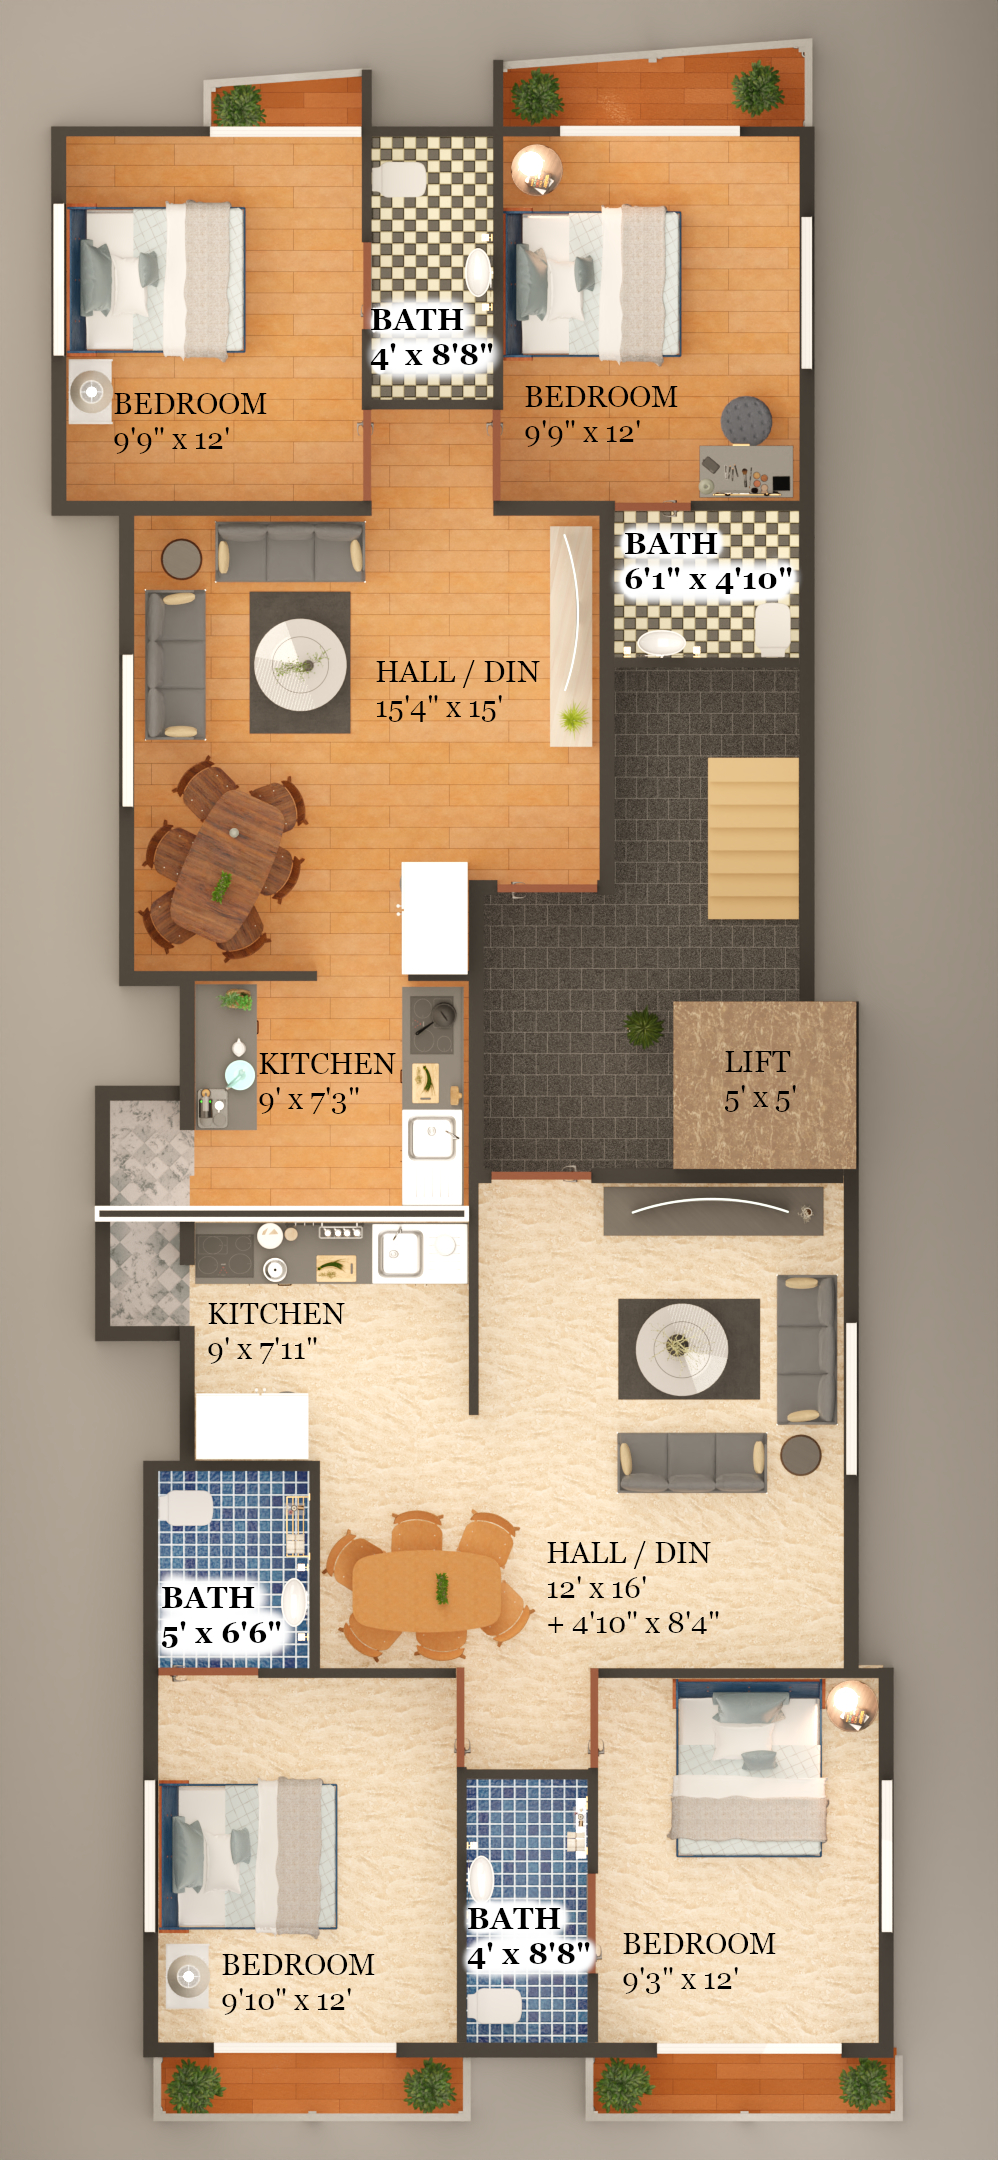 BATH
4' x 8'8"
BEDROOM
9'9" x 12'
BEDROOM
9'9" x 12'
BATH
6'1" x 4'10"
HALL / DIN
15'4" x 15'
KITCHEN
9' x 7'3"
LIFT
5' x 5'
KITCHEN
9' x 7'11"
HALL / DIN
12' x 16'
+ 4'10" x 8'4"
BATH
5' x 6'6"
BATH
4' x 8'8"
BEDROOM
9'3" x 12'
BEDROOM
9'10" x 12'